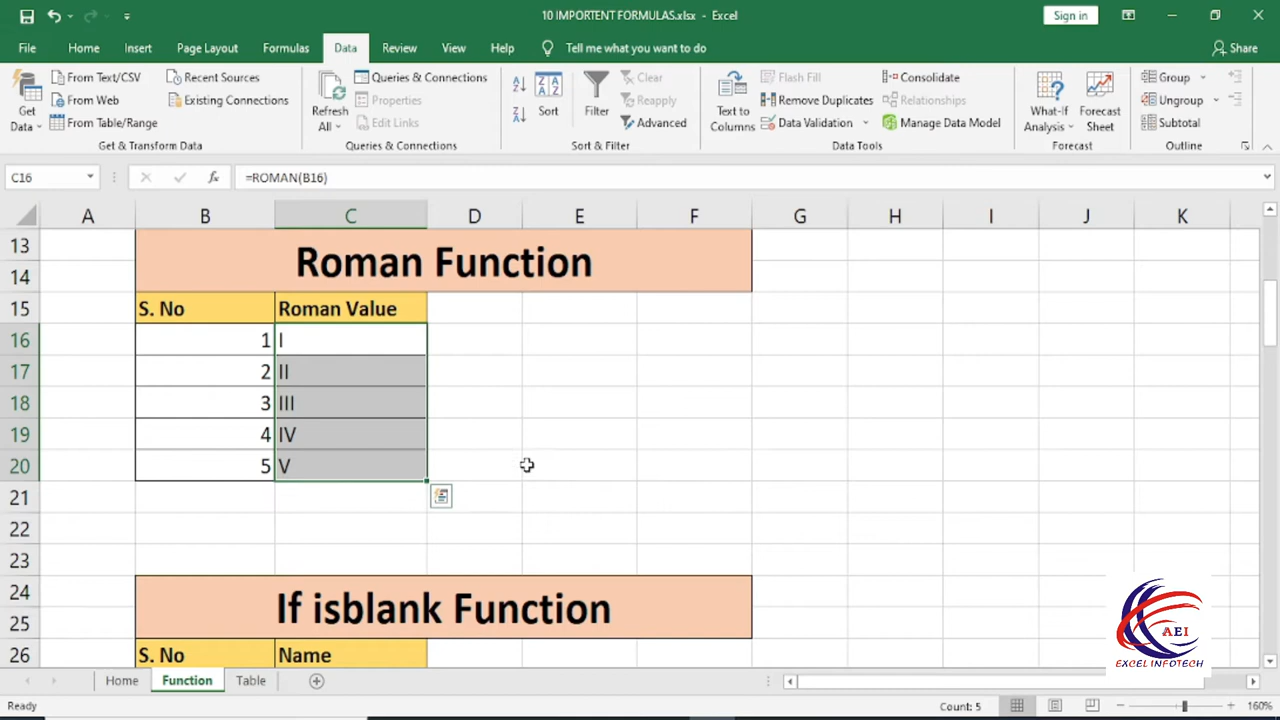 10 IMPORTENT FORMULAS.xlsx - Excel
Sign in
File Home Insert Page Layout Formulas Data Review View Help Tell me what you want to do Share
Get Data
From Text/CSV
From Web
From Table/Range
Recent Sources
Existing Connections
Get & Transform Data
Refresh All
Queries & Connections
Properties
Edit Links
Queries & Connections
Sort
Filter
Clear
Reapply
Advanced
Sort & Filter
Text to Columns
Flash Fill
Remove Duplicates
Data Validation
Consolidate
Relationships
Manage Data Model
Data Tools
What-If Analysis
Forecast Sheet
Forecast
Group
Ungroup
Subtotal
Outline
C16 fx =ROMAN(B16)
A B C D E F G H I J K
13
Roman Function
14
15 S. No Roman Value
16 1 I
17 2 II
18 3 III
19 4 IV
20 5 V
21
22
23
24
If isblank Function
25
26 S. No Name
AEI
EXCEL INFOTECH
Home Function Table
Ready Count: 5 160%